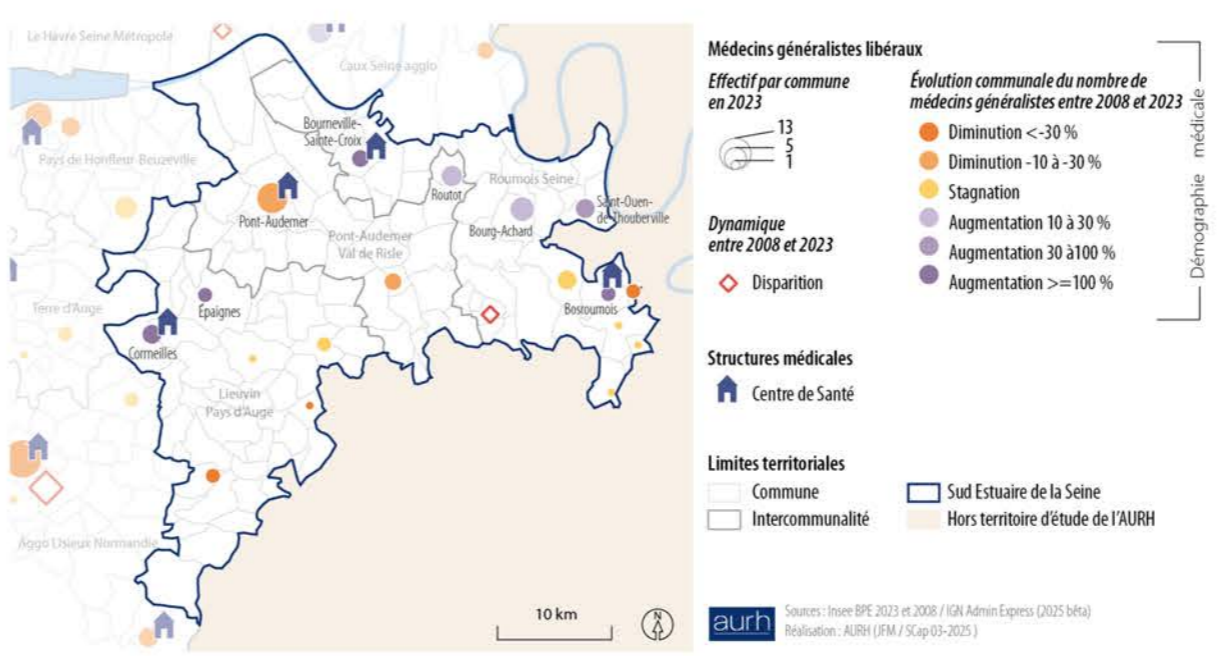 Le Havre Seine Métropole
Caux Seine agglo
Bourneville-
Sainte-Croix
Pays de Honfleur-Beuzeville
Roumois Seine
Routot
Saint-Ouen-
de-Thouberville
Pont-Audemer
Bourg-Achard
Pont-Audemer
Val de Risle
Terre d'Auge
Épaignes
Bosroumois
Cormeilles
Lieuvin
Pays d'Auge
Aggo Lisieux Normandie
10 km
N
Médecins généralistes libéraux
Effectif par commune
en 2023
13
5
1
Dynamique
entre 2008 et 2023
Disparition
Évolution communale du nombre de
médecins généralistes entre 2008 et 2023
Diminution <-30 %
Diminution -10 à -30 %
Stagnation
Augmentation 10 à 30 %
Augmentation 30 à100 %
Augmentation >=100 %
Démographie médicale
Structures médicales
Centre de Santé
Limites territoriales
Commune
Intercommunalité
Sud Estuaire de la Seine
Hors territoire d'étude de l'AURH
aurh
Sources : Insee BPE 2023 et 2008 / IGN Admin Express (2025 bêta)
Réalisation : AURH (JFM / SCap 03-2025 )